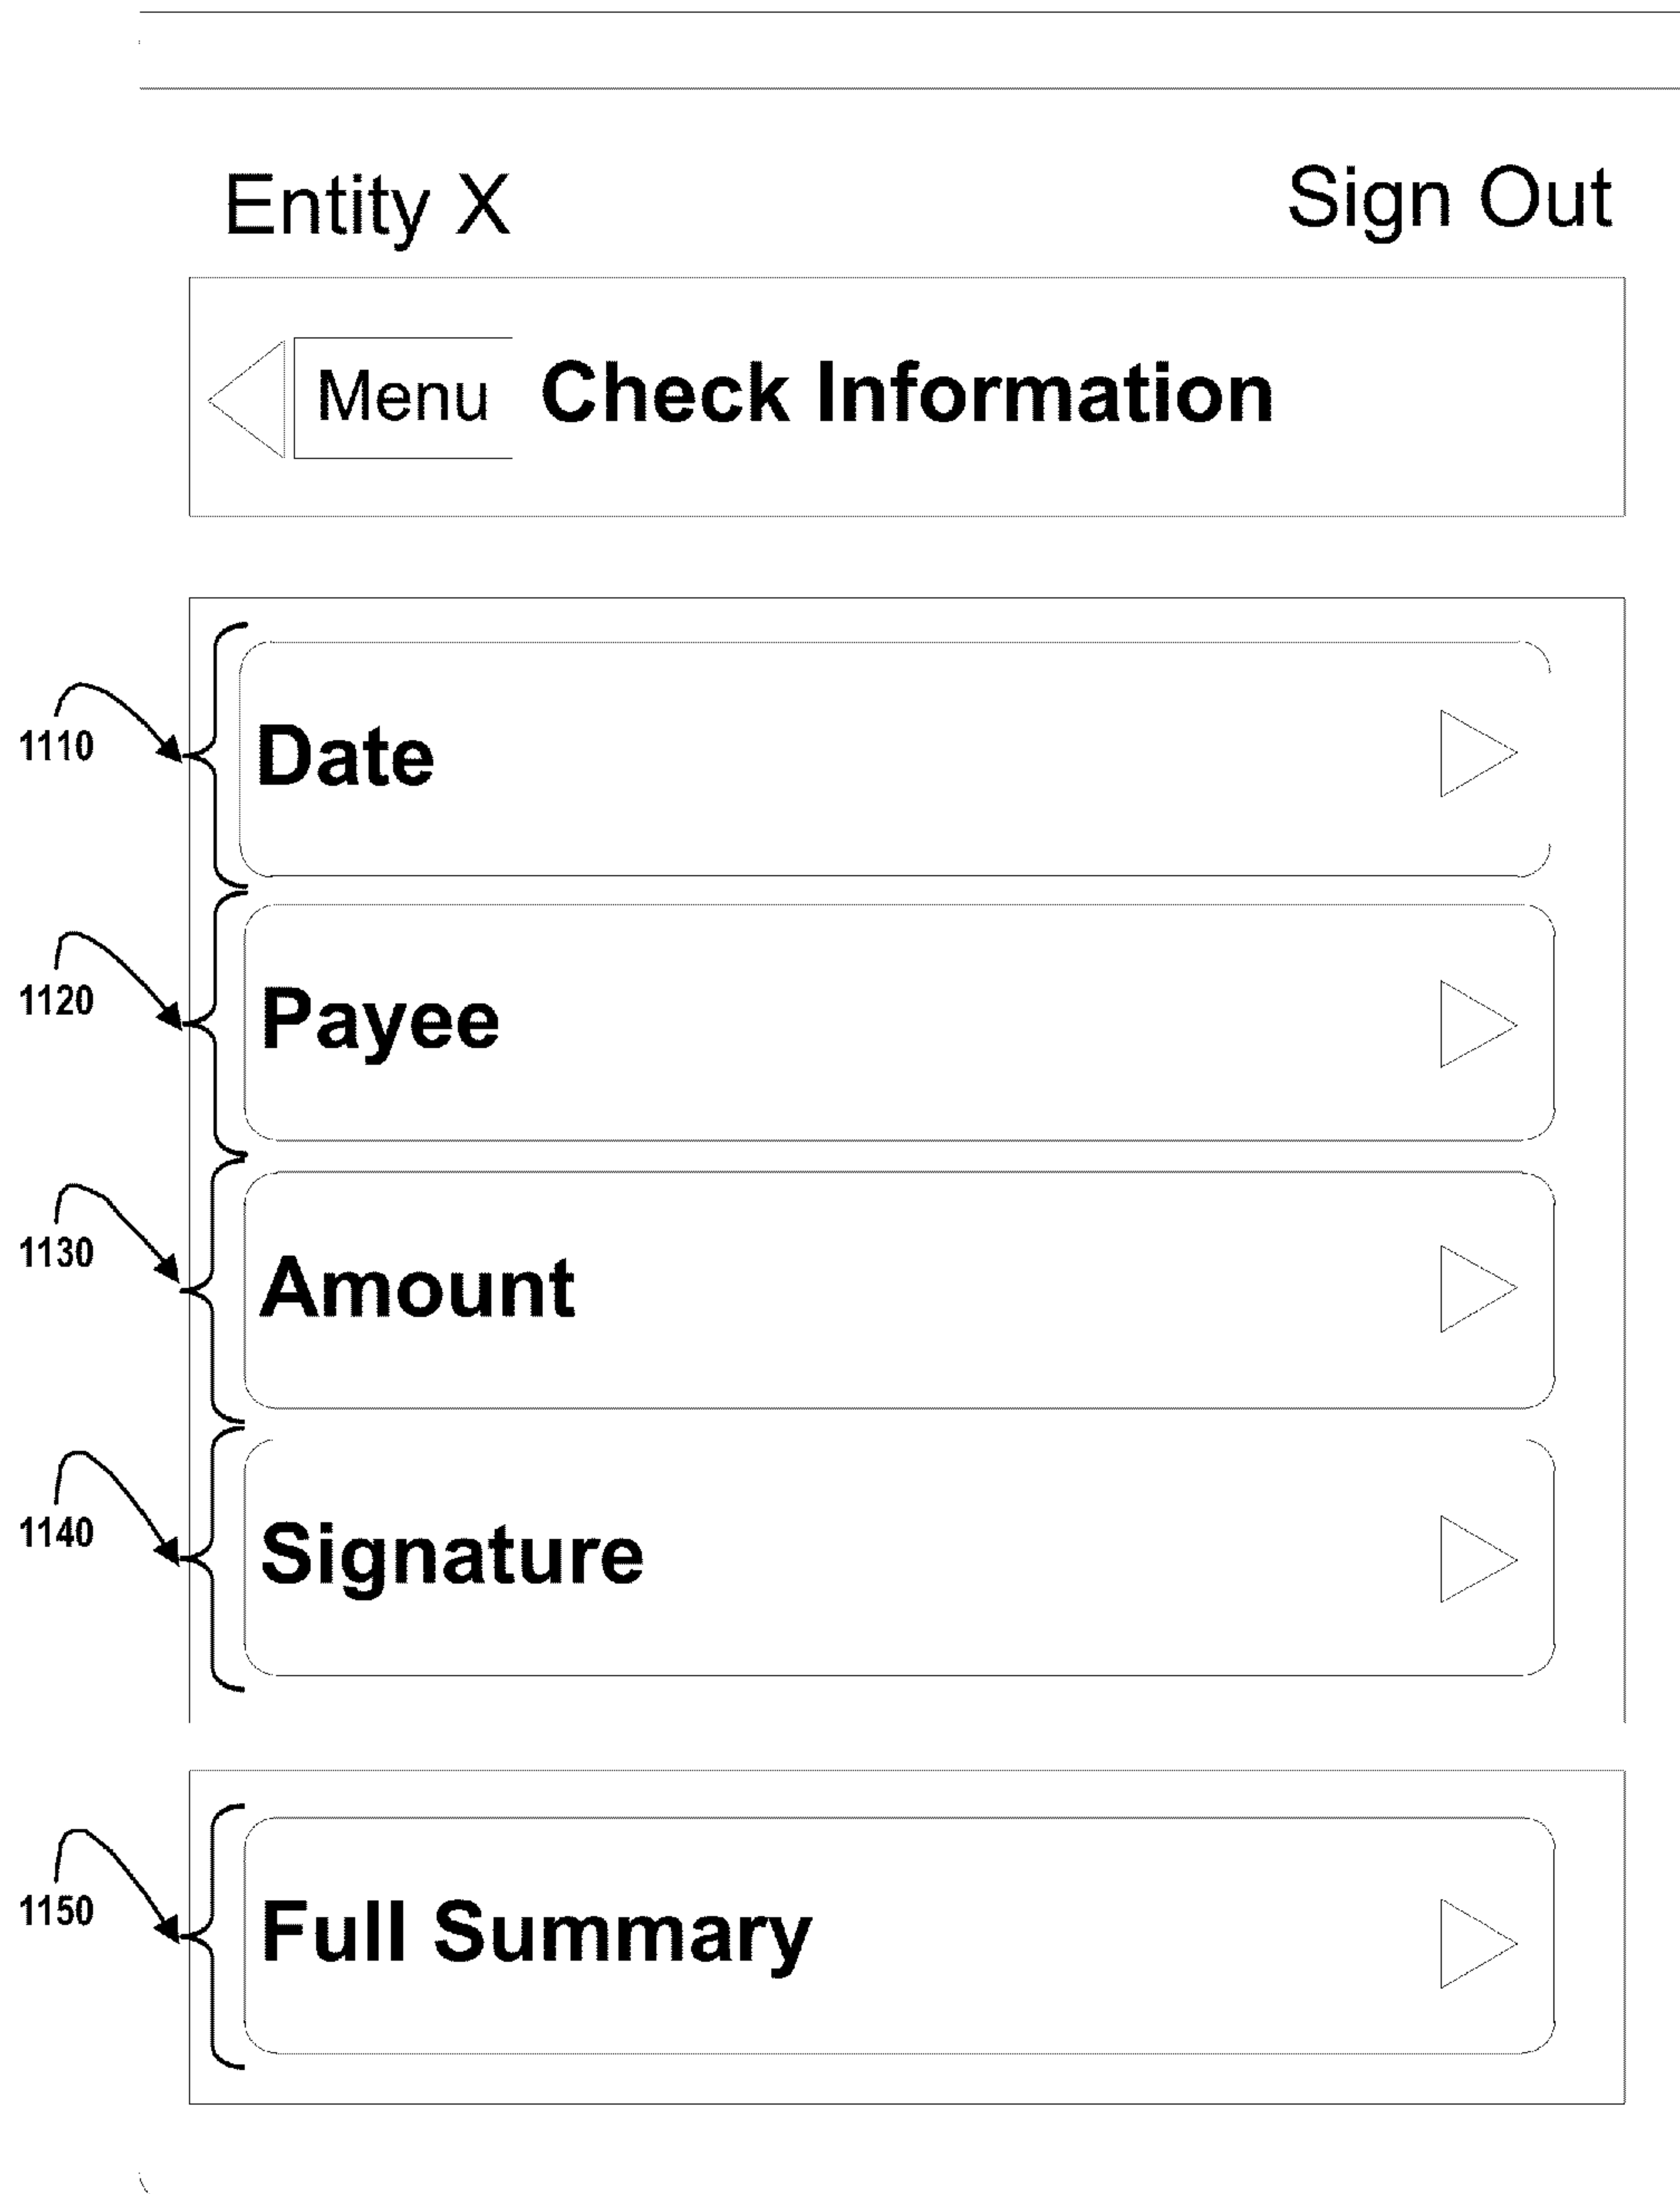 Entity X Sign Out
Menu Check Information
1110 Date
1120 Payee
1130 Amount
1140 Signature
1150 Full Summary